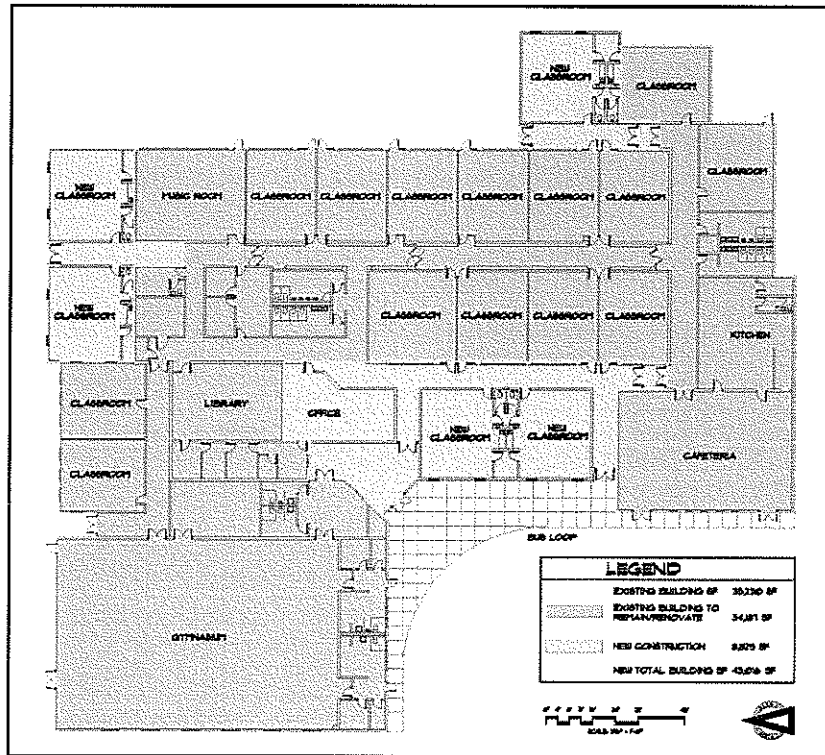 NEW
CLASSROOM
CLASSROOM
CLASSROOM
NEW
CLASSROOM
MUSIC ROOM
CLASSROOM
CLASSROOM
CLASSROOM
CLASSROOM
CLASSROOM
CLASSROOM
NEW
CLASSROOM
CLASSROOM
CLASSROOM
CLASSROOM
CLASSROOM
KITCHEN
CLASSROOM
LIBRARY
OFFICE
NEW
CLASSROOM
NEW
CLASSROOM
CAFETERIA
CLASSROOM
BUS LOOP
GYMNASIUM
LEGEND
EXISTING BUILDING SF
EXISTING BUILDING TO
REMAIN/RENOVATE
NEW CONSTRUCTION
NEW TOTAL BUILDING SF